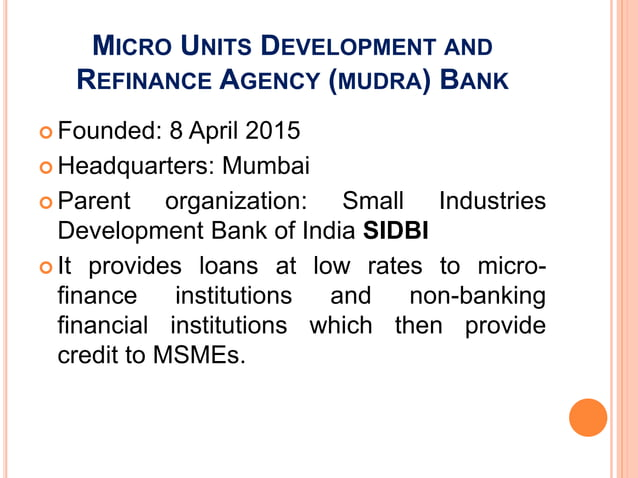 MICRO UNITS DEVELOPMENT AND
REFINANCE AGENCY (MUDRA) BANK
Founded: 8 April 2015
Headquarters: Mumbai
Parent organization: Small Industries
Development Bank of India SIDBI
It provides loans at low rates to micro-
finance institutions and non-banking
financial institutions which then provide
credit to MSMEs.